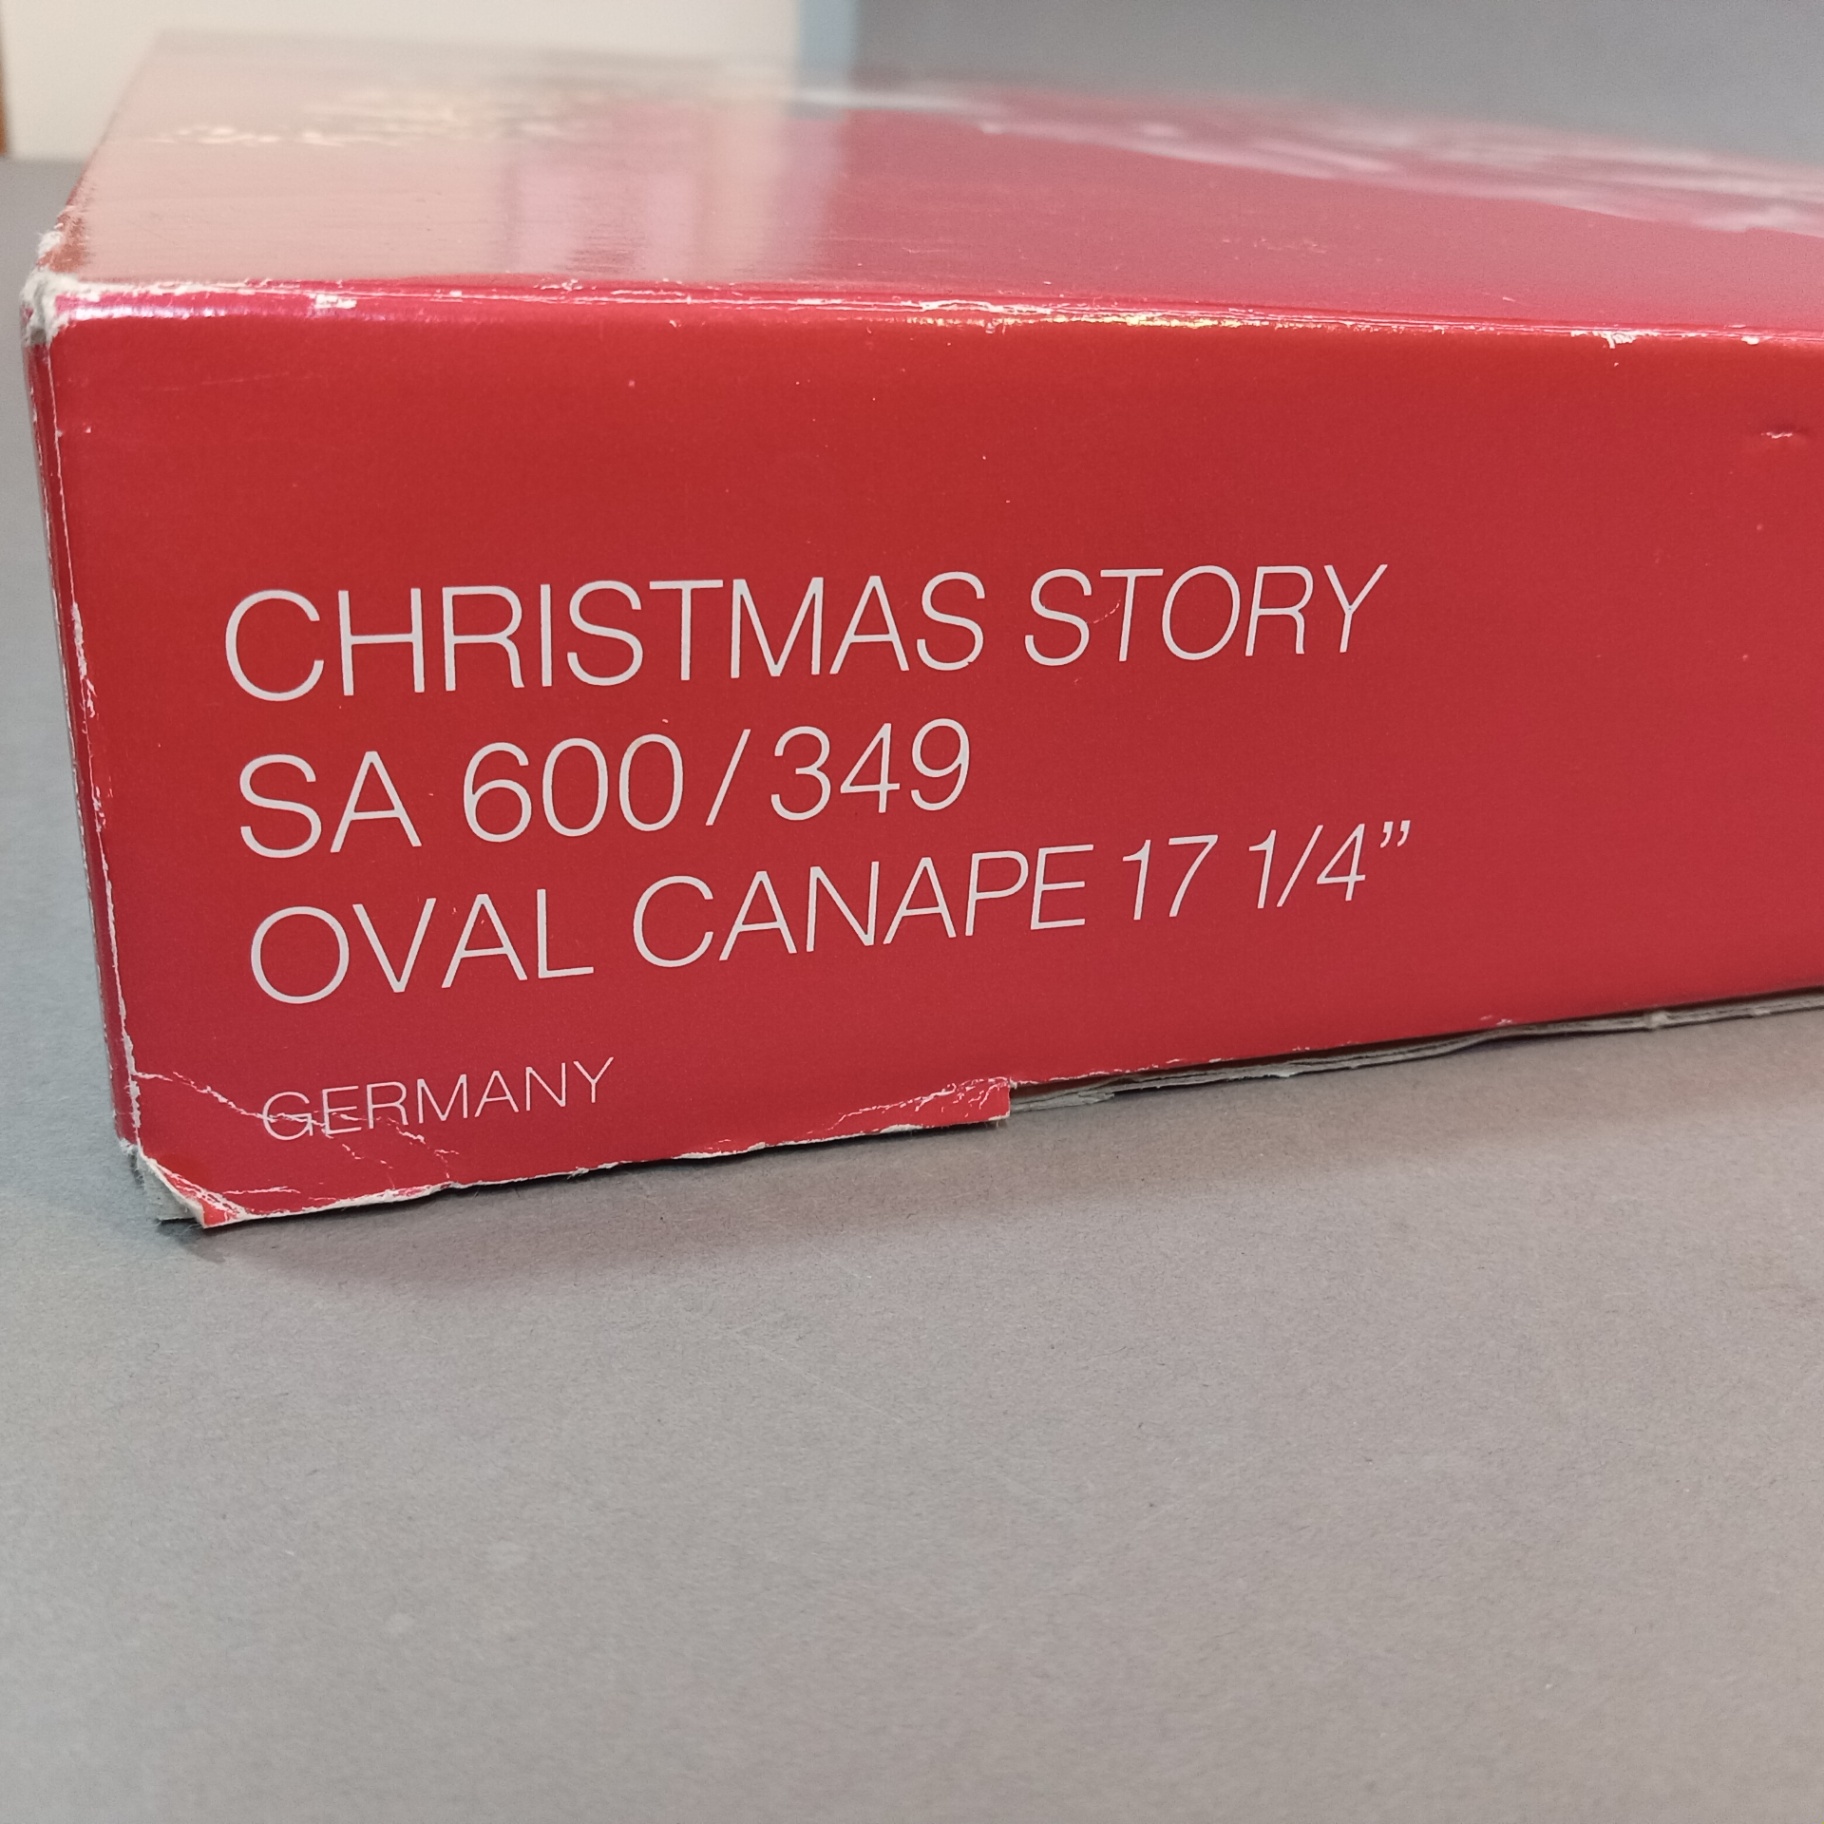 CHRISTMAS STORY
SA 600/349
OVAL CANAPE 17 1/4”
GERMANY